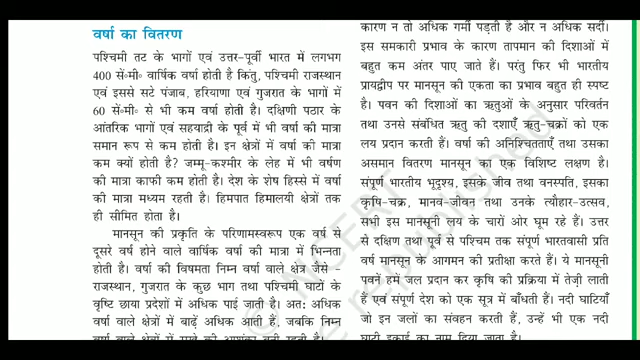 वर्षा का वितरण
पश्चिमी तट के भागों एवं उत्तर-पूर्वी भारत में लगभग
400 सें॰मी॰ वार्षिक वर्षा होती है किंतु, पश्चिमी राजस्थान
एवं इससे सटे पंजाब, हरियाणा एवं गुजरात के भागों में
60 सें॰मी॰ से भी कम वर्षा होती है। दक्षिणी पठार के
आंतरिक भागों एवं सहयाद्री के पूर्व में भी वर्षा की मात्रा
समान रूप से कम होती है। इन क्षेत्रों में वर्षा की मात्रा
कम क्यों होती है? जम्मू-कश्मीर के लेह में भी वर्षण
की मात्रा काफी कम होती है। देश के शेष हिस्से में वर्षा
की मात्रा मध्यम रहती है। हिमपात हिमालयी क्षेत्रों तक
ही सीमित होता है।
मानसून की प्रकृति के परिणामस्वरूप एक वर्ष से
दूसरे वर्ष होने वाले वार्षिक वर्षा की मात्रा में भिन्नता
होती है। वर्षा की विषमता निम्न वर्षा वाले क्षेत्र जैसे -
राजस्थान, गुजरात के कुछ भाग तथा पश्चिमी घाटों के
वृष्टि छाया प्रदेशों में अधिक पाई जाती है। अतः अधिक
वर्षा वाले क्षेत्रों में बाढ़ें अधिक आती हैं, जबकि निम्न
वर्षा वाले क्षेत्रों में सूखे की आशंका बनी रहती है।
कारण न तो अधिक गर्मी पड़ती है और न अधिक सर्दी।
इस समकारी प्रभाव के कारण तापमान की दिशाओं में
बहुत कम अंतर पाए जाते हैं। परंतु फिर भी भारतीय
प्रायद्वीप पर मानसून की एकता का प्रभाव बहुत ही स्पष्ट
है। पवन की दिशाओं का ऋतुओं के अनुसार परिवर्तन
तथा उनसे संबंधित ऋतु की दशाएँ ऋतु-चक्रों को एक
लय प्रदान करती हैं। वर्षा की अनिश्चितताएँ तथा उसका
असमान वितरण मानसून का एक विशिष्ट लक्षण है।
संपूर्ण भारतीय भूदृश्य, इसके जीव तथा वनस्पति, इसका
कृषि-चक्र, मानव-जीवन तथा उनके त्यौहार-उत्सव,
सभी इस मानसूनी लय के चारों ओर घूम रहे हैं। उत्तर
से दक्षिण तथा पूर्व से पश्चिम तक संपूर्ण भारतवासी प्रति
वर्ष मानसून के आगमन की प्रतीक्षा करते हैं। ये मानसूनी
पवनें हमें जल प्रदान कर कृषि की प्रक्रिया में तेज़ी लाती
हैं एवं संपूर्ण देश को एक सूत्र में बाँधती हैं। नदी घाटियाँ
जो इन जलों का संवहन करती हैं, उन्हें भी एक नदी
घाटी इकाई का नाम दिया जाता है।
© NCERT
republished